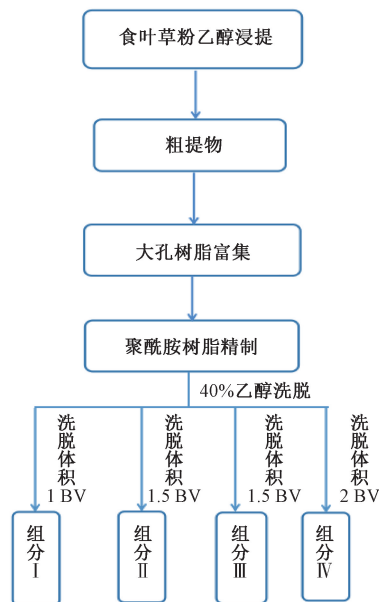 食叶草粉乙醇浸提
粗提物
大孔树脂富集
聚酰胺树脂精制
40%乙醇洗脱
洗脱体积
1 BV
洗脱体积
1.5 BV
洗脱体积
1.5 BV
洗脱体积
2 BV
组分Ⅰ
组分Ⅱ
组分Ⅲ
组分Ⅳ